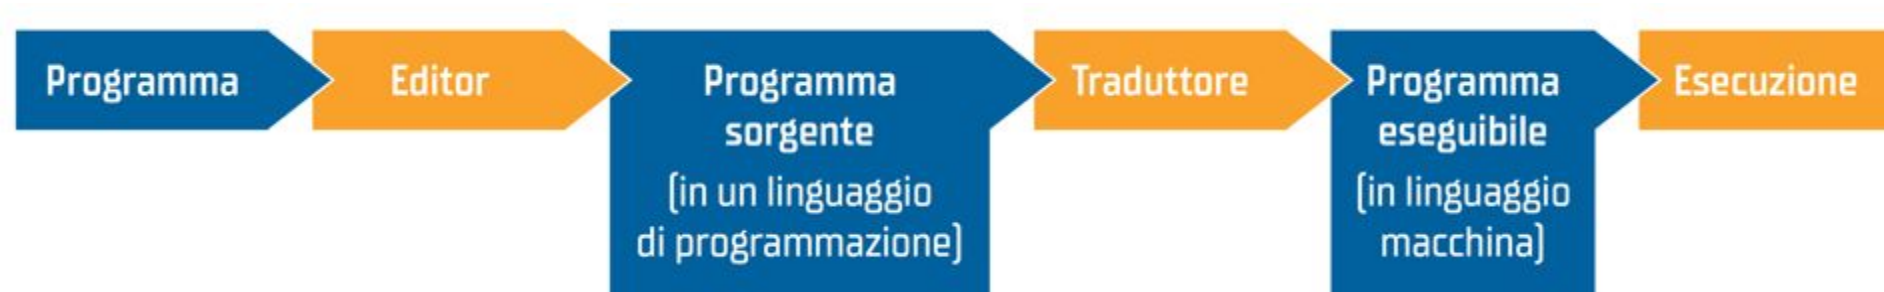 Programma
Editor
Programma
sorgente
(in un linguaggio
di programmazione)
Traduttore
Programma
eseguibile
(in linguaggio
macchina)
Esecuzione